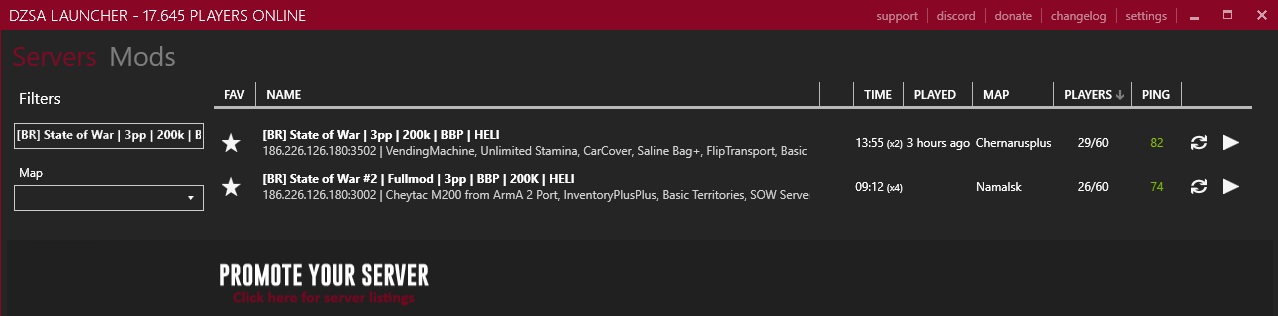 DZSA LAUNCHER - 17.645 PLAYERS ONLINE
support
discord
donate
changelog
settings
Servers Mods
Filters
[BR] State of War | 3pp | 200k | B
Map
FAV NAME TIME PLAYED MAP PLAYERS PING
[BR] State of War | 3pp | 200k | BBP | HELI
186.226.126.180:3502 | VendingMachine, Unlimited Stamina, CarCover, Saline Bag+, FlipTransport, Basic
13:55 (x2) 3 hours ago Chernarusplus 29/60 82
[BR] State of War #2 | Fullmod | 3pp | BBP | 200K | HELI
186.226.126.180:3002 | Cheytac M200 from ArmA 2 Port, InventoryPlusPlus, Basic Territories, SOW Serve
09:12 (x4) Namalsk 26/60 74
PROMOTE YOUR SERVER
Click here for server listings